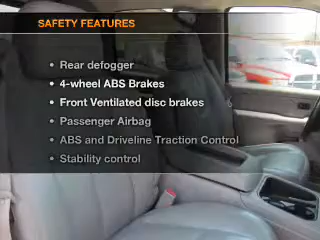 SAFETY FEATURES
• Rear defogger
• 4-wheel ABS Brakes
• Front Ventilated disc brakes
• Passenger Airbag
• ABS and Driveline Traction Control
• Stability control